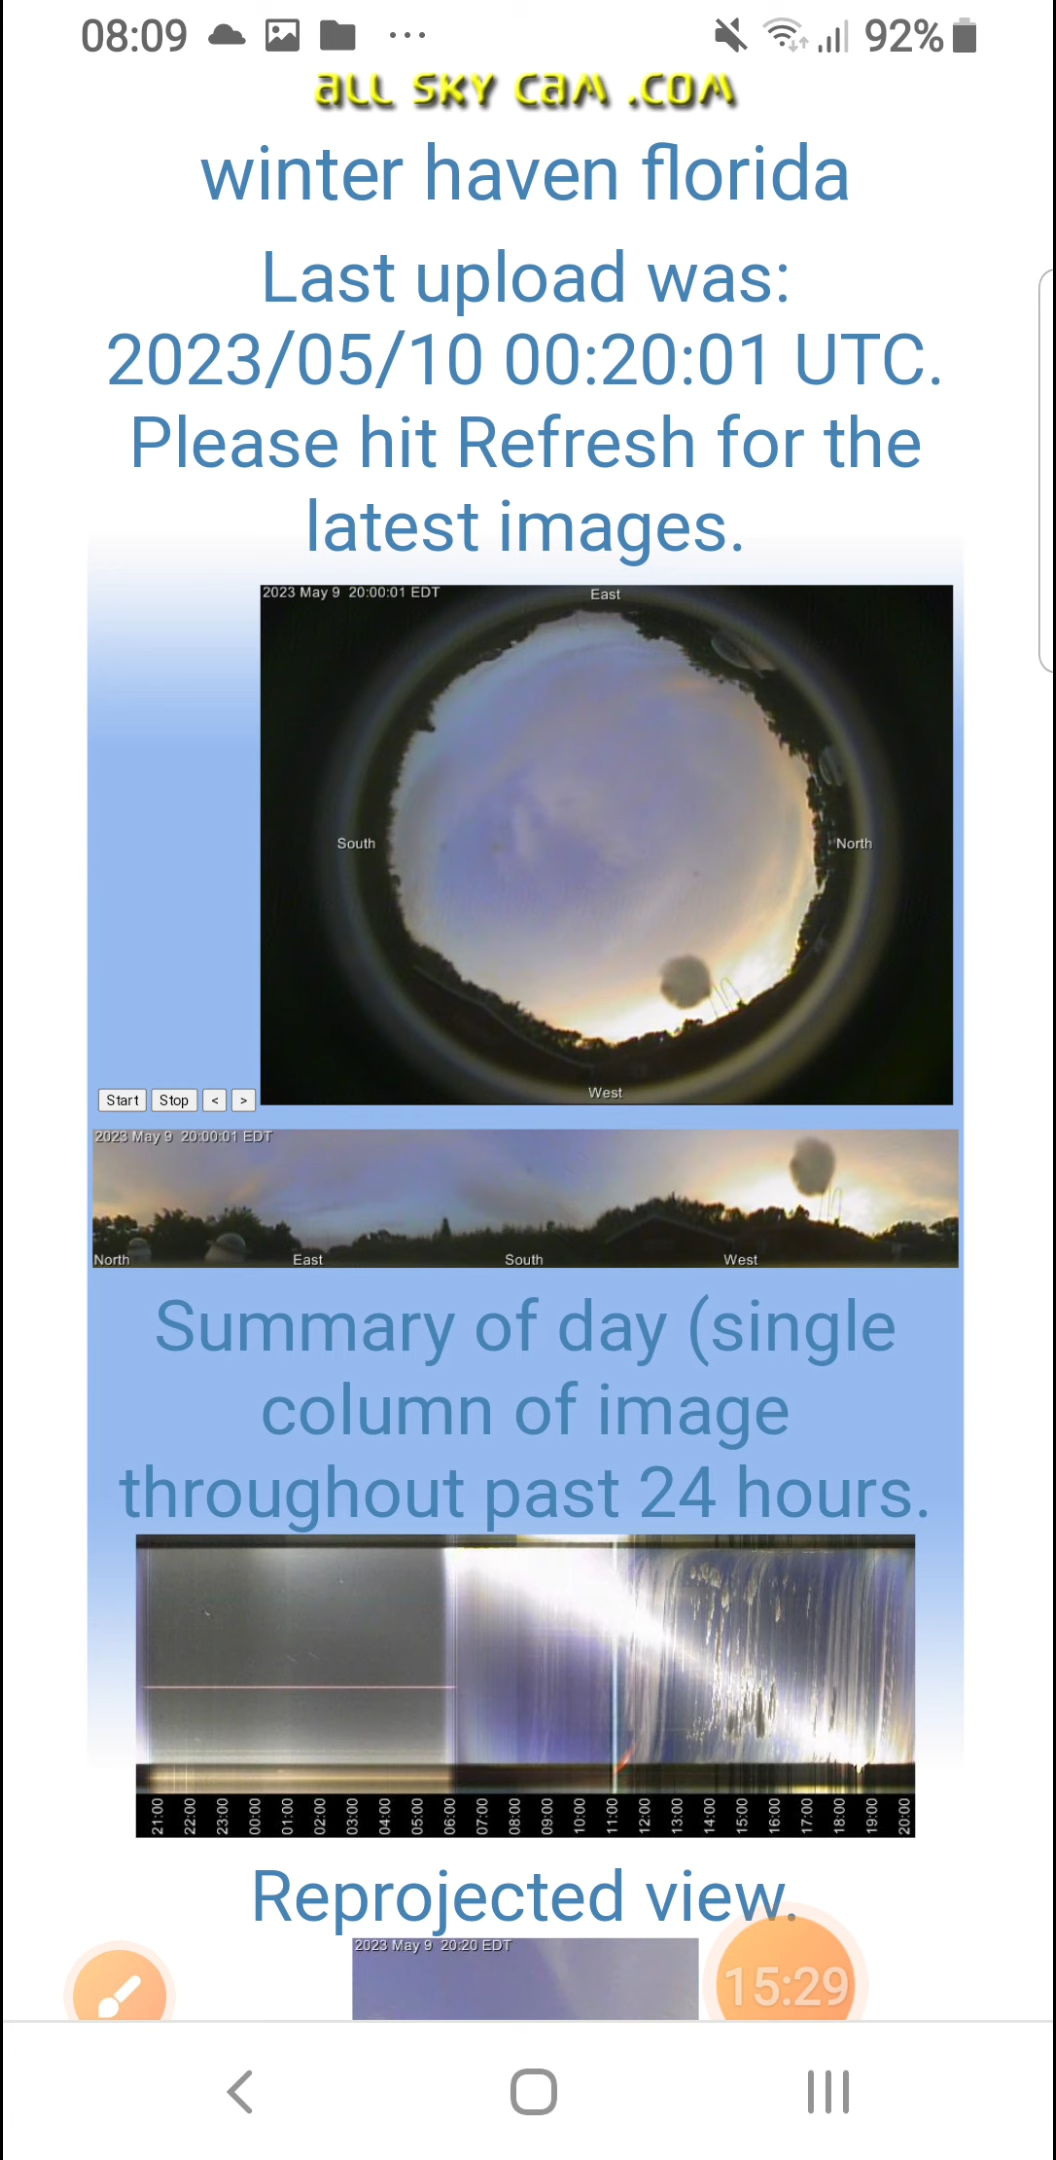 08:09 92%
all sky cam .com
winter haven florida
Last upload was:
2023/05/10 00:20:01 UTC.
Please hit Refresh for the
latest images.
2023 May 9 20:00:01 EDT
East
South
North
West
Start Stop < >
2023 May 9 20:00:01 EDT
North East South West
Summary of day (single
column of image
throughout past 24 hours.
21:00 22:00 23:00 00:00 01:00 02:00 03:00 04:00 05:00 06:00 07:00 08:00 09:00 10:00 11:00 12:00 13:00 14:00 15:00 16:00 17:00 18:00 19:00 20:00
Reprojected view.
2023 May 9 20:20 EDT
15:29